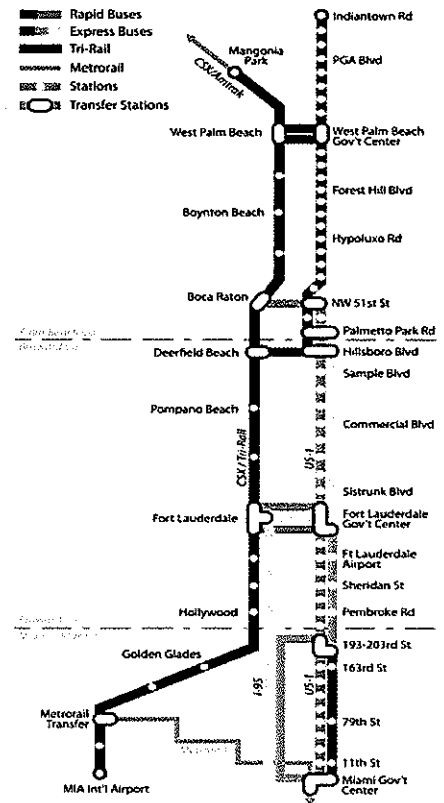 Rapid Buses
Express Buses
Tri-Rail
Metrorail
Stations
Transfer Stations
Indiantown Rd
Mangonia
Park
CSX/Amtrak
PGA Blvd
West Palm Beach
West Palm Beach
Gov't Center
Forest Hill Blvd
Boynton Beach
Hypoluxo Rd
Boca Raton
NW 51st St
Palmetto Park Rd
Deerfield Beach
Hillsboro Blvd
Sample Blvd
Pompano Beach
Commercial Blvd
CSX / Tri-Rail
US-1
Sistrunk Blvd
Fort Lauderdale
Fort Lauderdale
Gov't Center
Ft Lauderdale
Airport
Sheridan St
Hollywood
Pembroke Rd
193-203rd St
Golden Glades
163rd St
I-95
US-1
Metrorail
Transfer
79th St
11th St
MIA Int'l Airport
Miami Gov't
Center